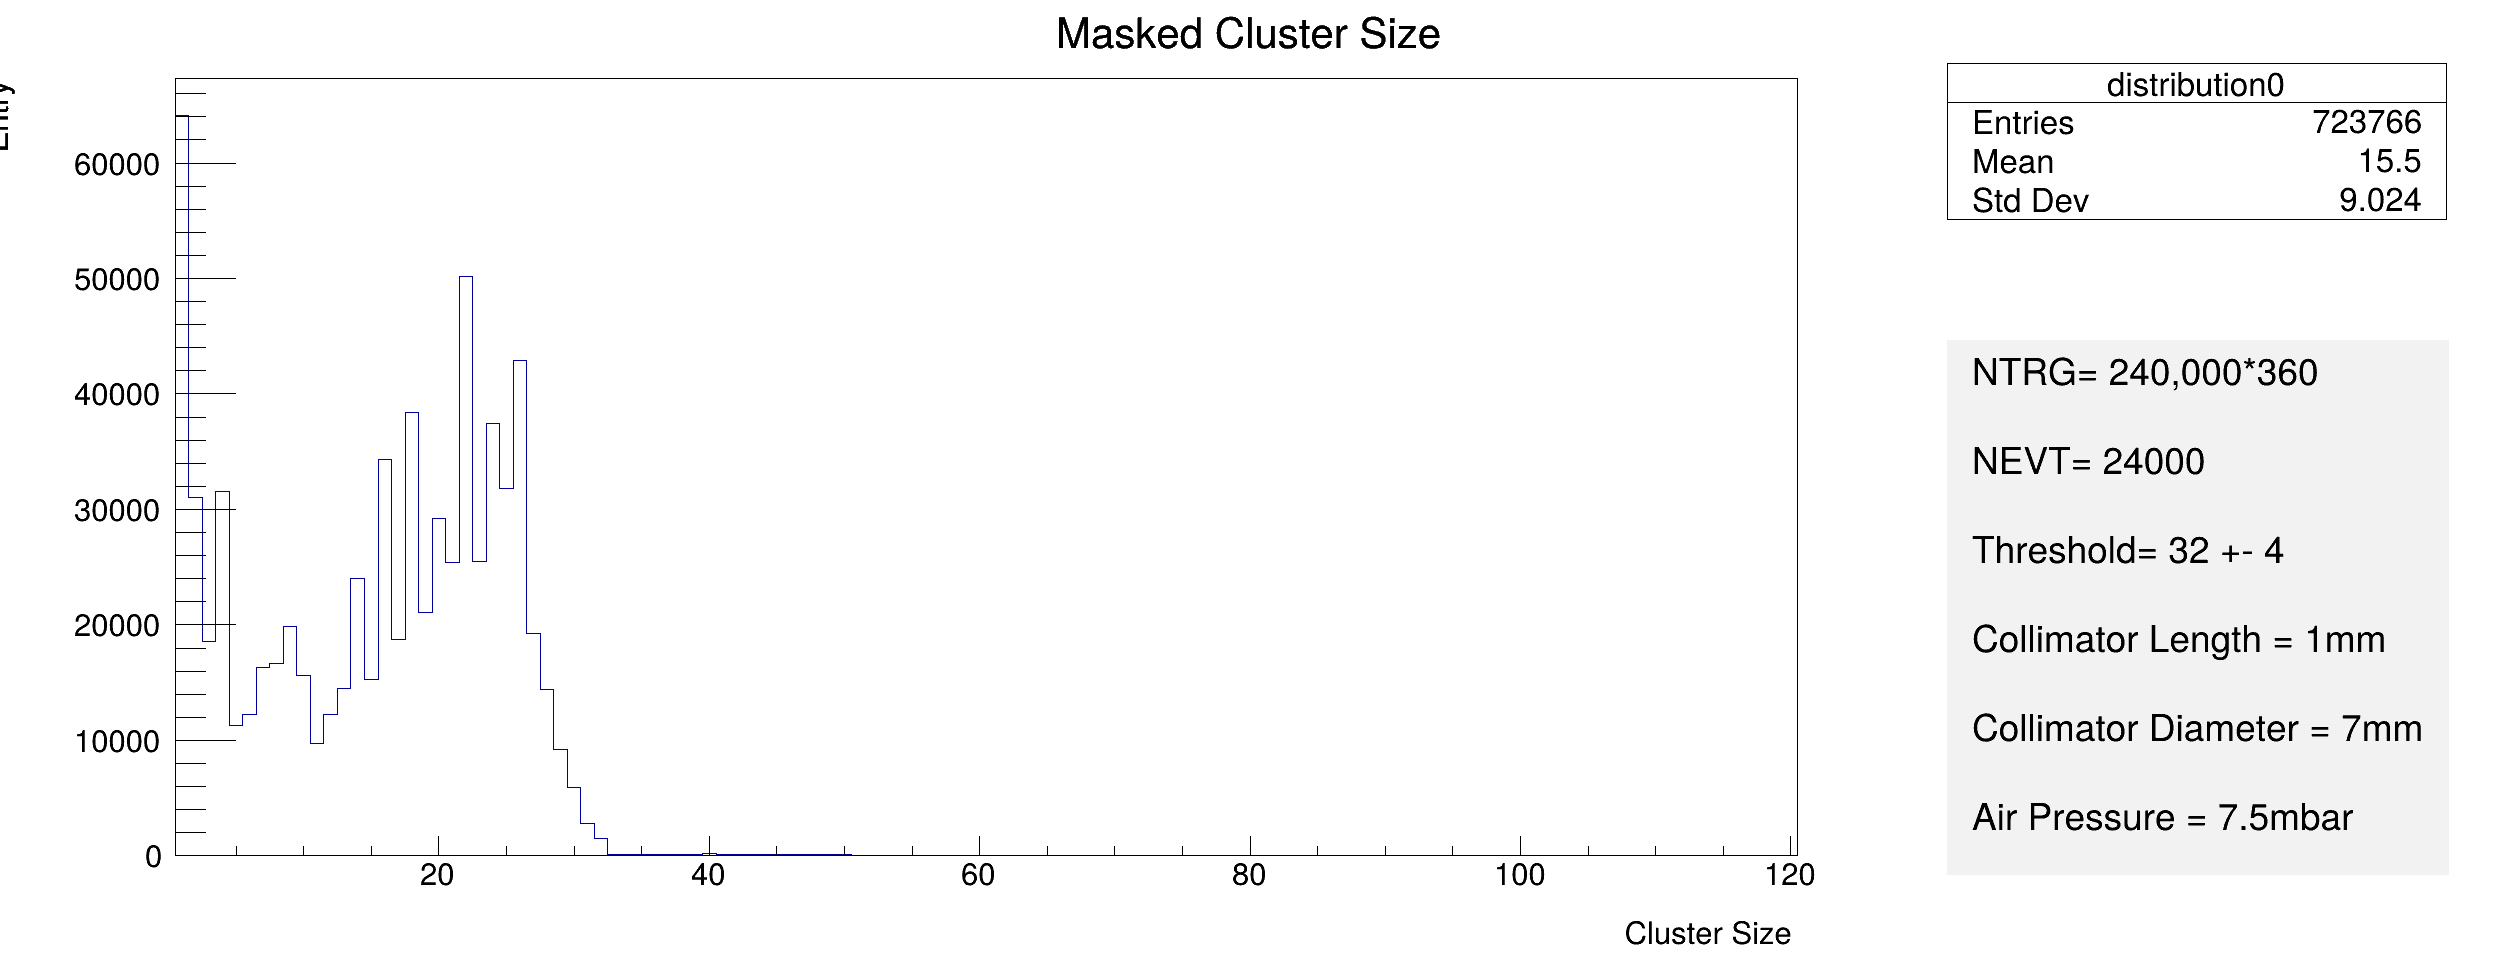 Masked Cluster Size
Entry
60000
50000
40000
30000
20000
10000
0
20 40 60 80 100 120
Cluster Size
distribution0
Entries 723766
Mean 15.5
Std Dev 9.024
NTRG= 240,000*360
NEVT= 24000
Threshold= 32 +- 4
Collimator Length = 1mm
Collimator Diameter = 7mm
Air Pressure = 7.5mbar